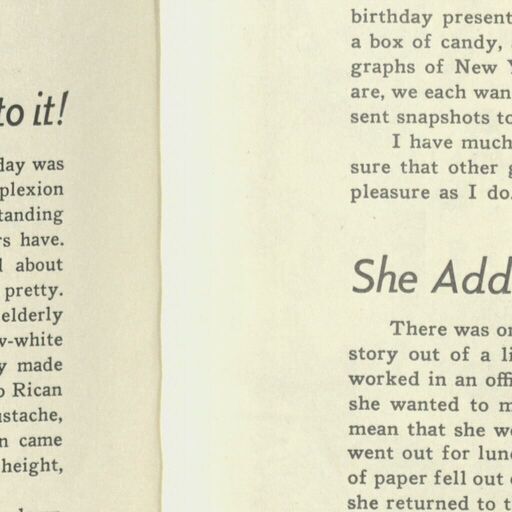 to it!
day was
plexion
tanding
rs have.
about
pretty.
elderly
w-white
made
Rican
ustache,
n came
height,
birthday present
a box of candy,
graphs of New
are, we each wan
sent snapshots to
I have much
sure that other
pleasure as I do.
She Add
There was
story out of a li
worked in an offi
she wanted to m
mean that she we
went out for lun
of paper fell out
she returned to t